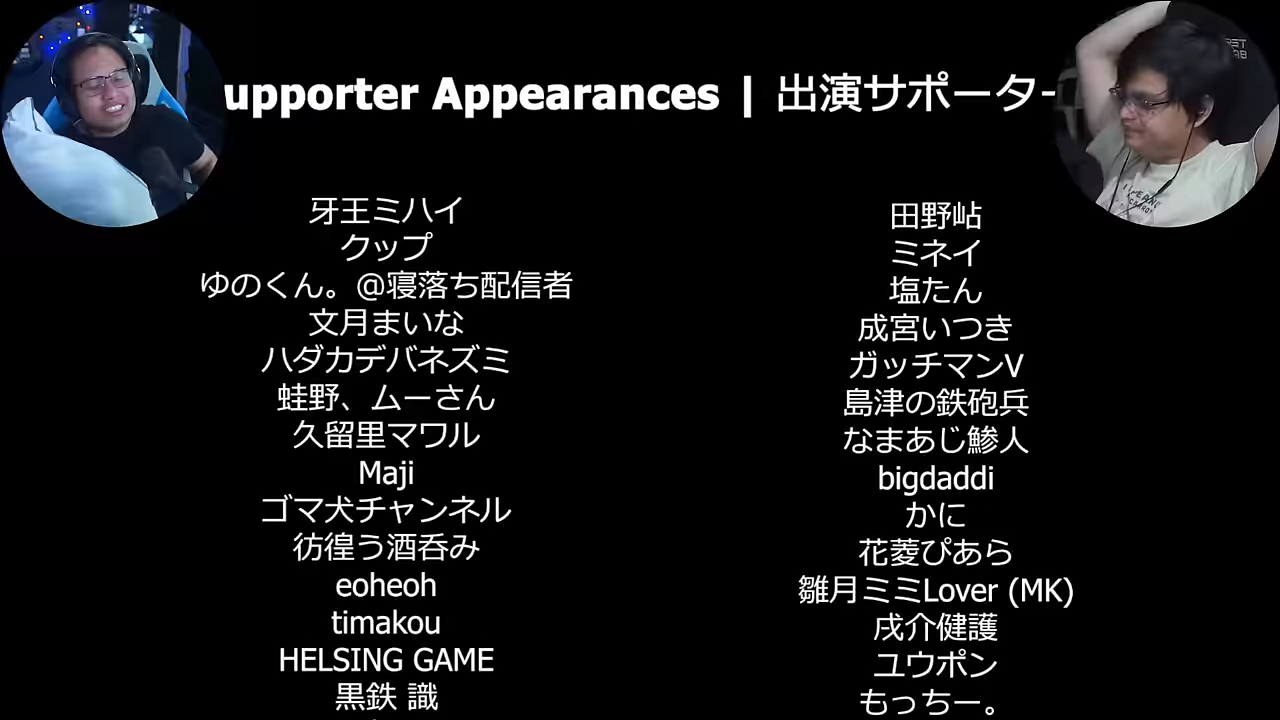 upporter Appearances | 出演サポーター
牙王ミハイ
クップ
ゆのくん。@寝落ち配信者
文月まいな
ハダカデバネズミ
蛙野、ムーさん
久留里マワル
Maji
ゴマ犬チャンネル
彷徨う酒呑み
eoheoh
timakou
HELSING GAME
黒鉄 識
田野岾
ミネイ
塩たん
成宮いつき
ガッチマンV
島津の鉄砲兵
なまあじ鯵人
bigdaddi
かに
花菱ぴあら
雛月ミミLover (MK)
戌介健護
ユウポン
もっちー。